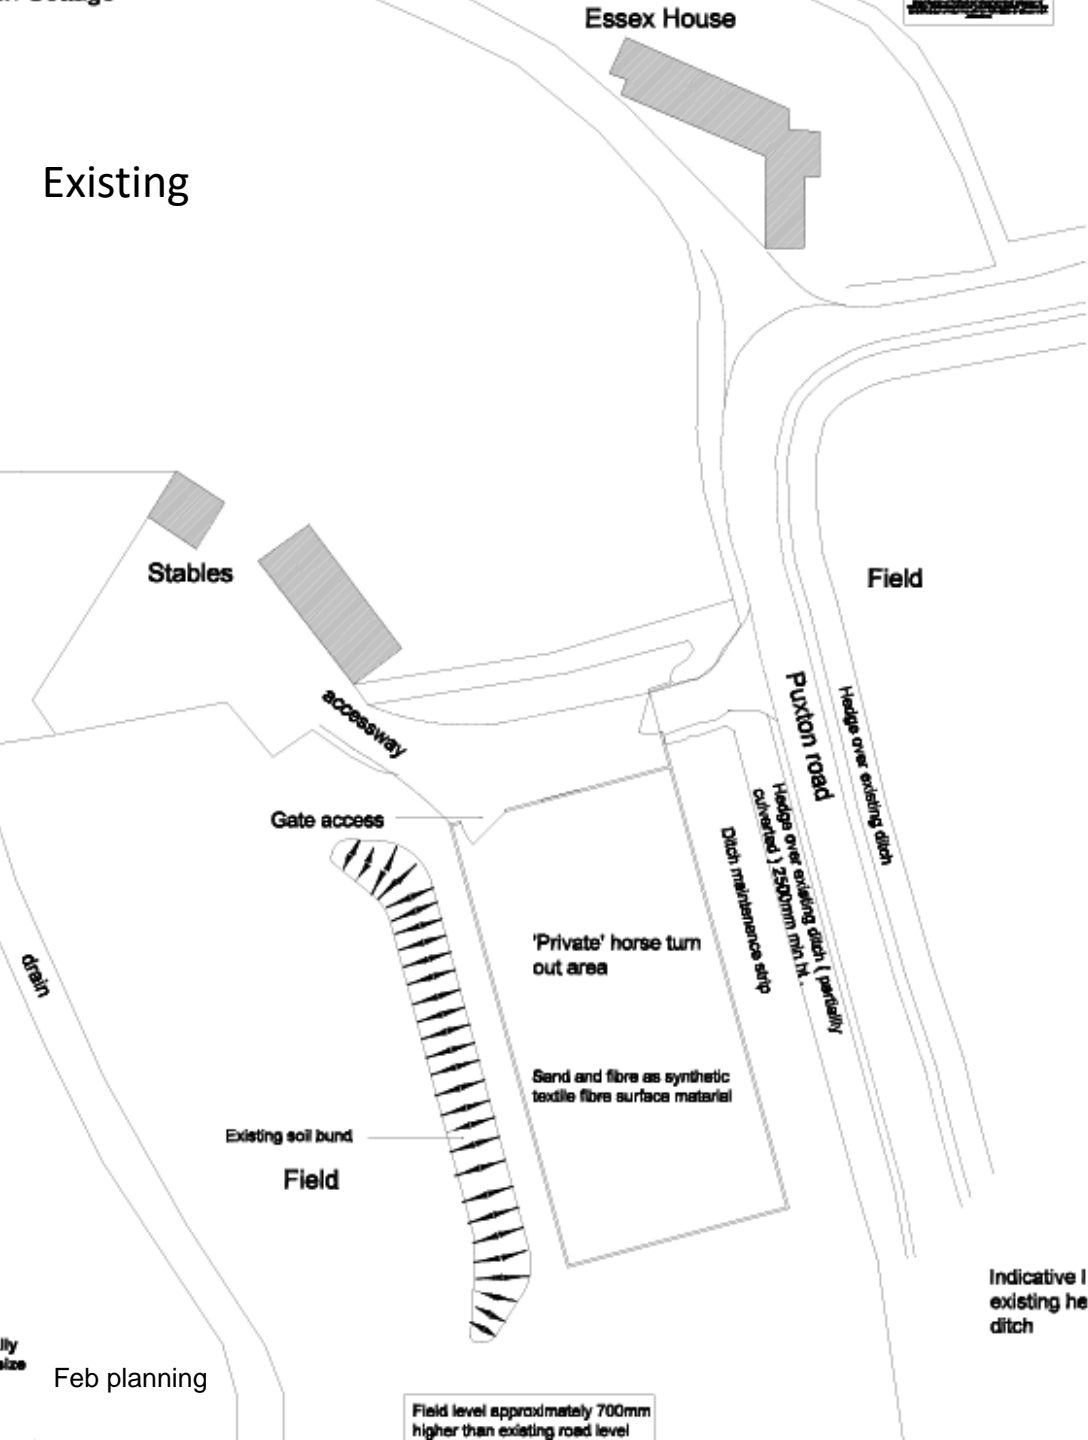 Cottage
Essex House
Existing
Stables
Field
accessway
Puxton road
Hedge over existing ditch
Gate access
Hedge over existing ditch ( partially
culverted ) 2500mm min ht .
Ditch maintenance strip
'Private' horse turn
out area
drain
Sand and fibre as synthetic
textile fibre surface material
Existing soil bund
Field
Indicative
existing he
ditch
lly
size
Feb planning
Field level approximately 700mm
higher than existing road level